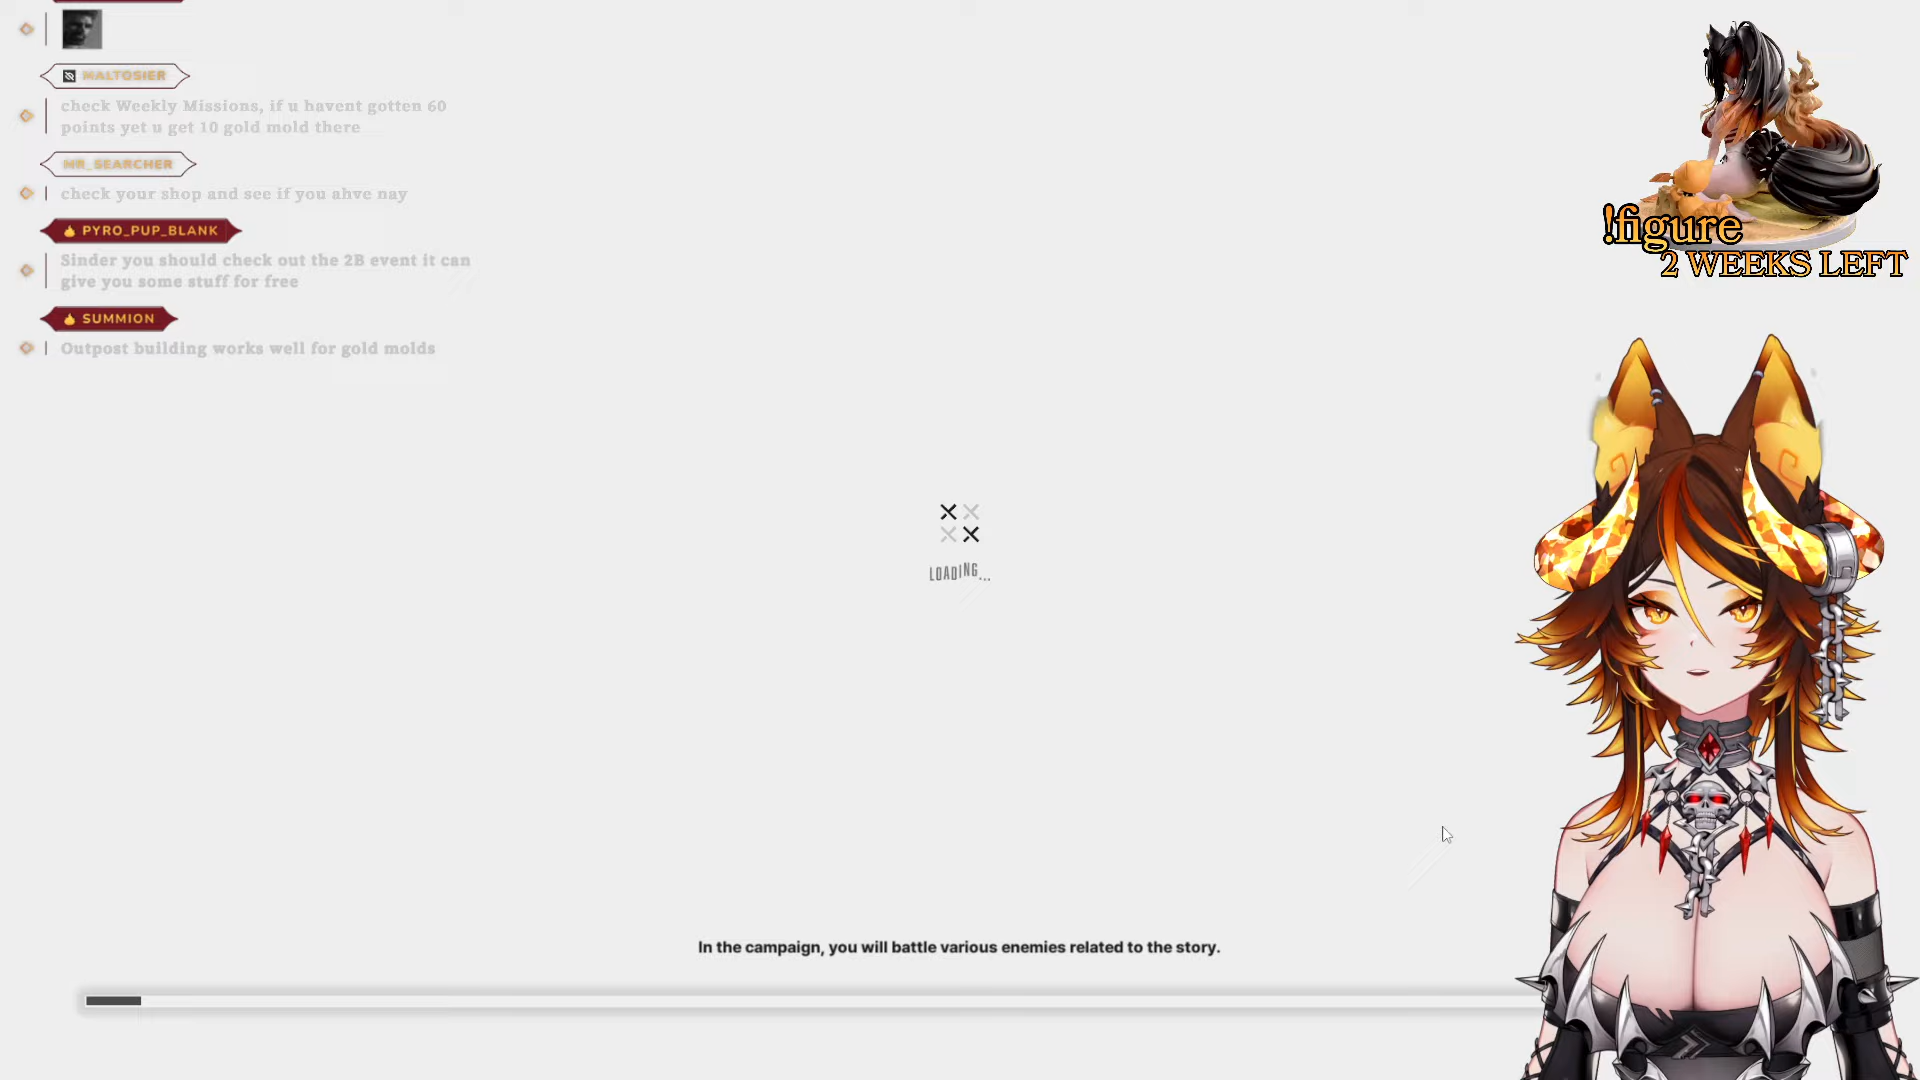 MALTOSIER
check Weekly Missions, if u havent gotten 60
points yet u get 10 gold mold there
MR_SEARCHER
check your shop and see if you ahve nay
PYRO_PUP_BLANK
Sinder you should check out the 2B event it can
give you some stuff for free
SUMMION
Outpost building works well for gold molds
!figure
2 WEEKS LEFT
LOADING...
In the campaign, you will battle various enemies related to the story.